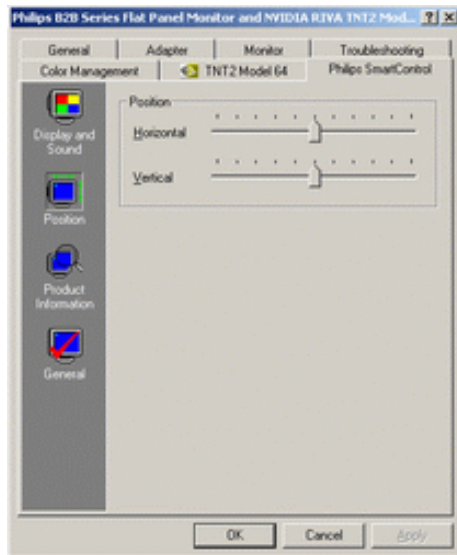 Philips B2B Series Flat Panel Monitor and NVIDIA RIVA TNT2 Mod...
General Adapter Monitor Troubleshooting
Color Management TNT2 Model 64 Philips SmartControl
Display and Sound
Position
Product Information
General
Position
Horizontal
Vertical
OK Cancel Apply